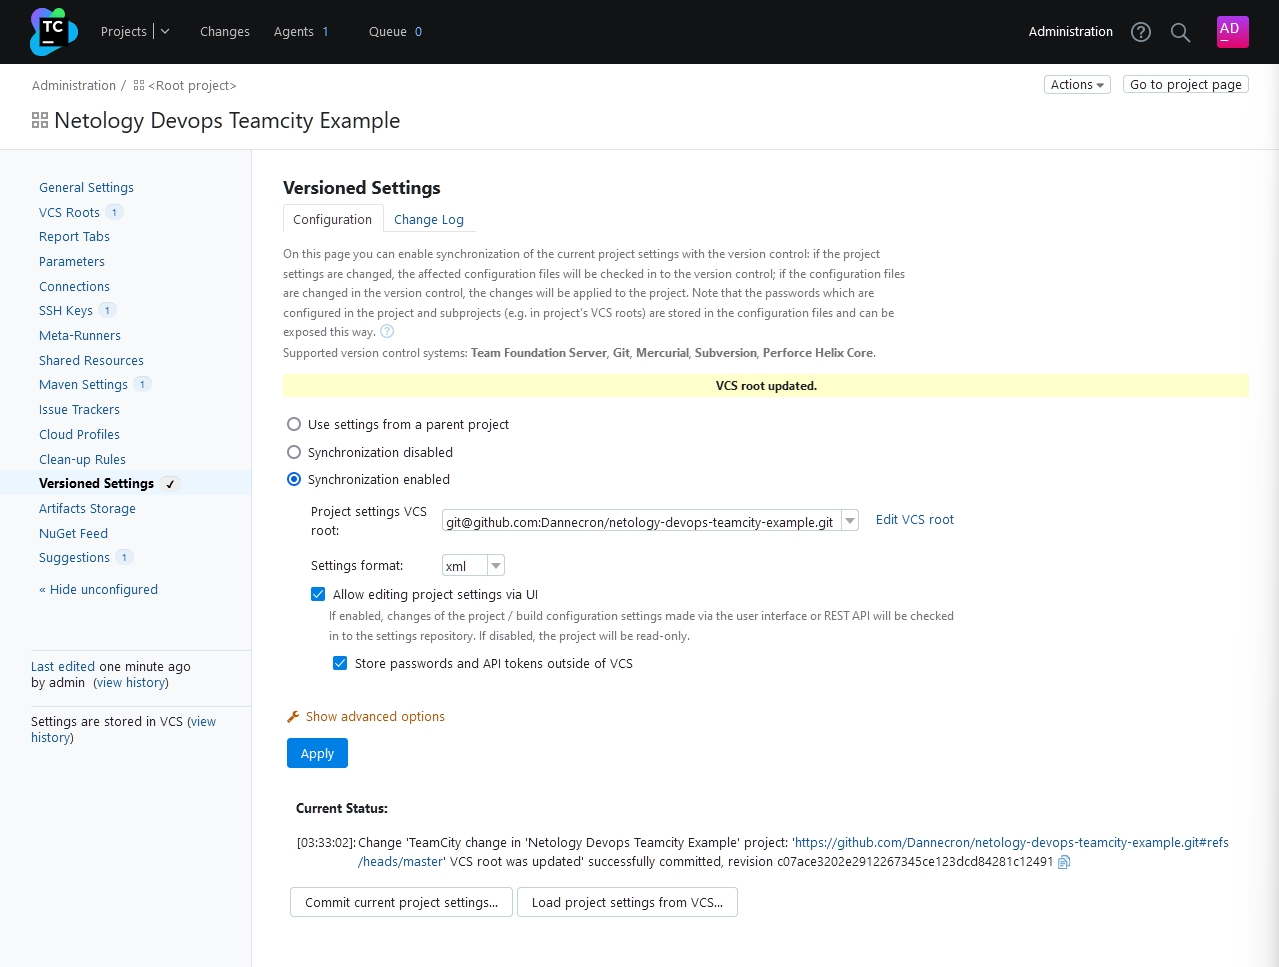 TC
Projects
Changes
Agents 1
Queue 0
Administration
AD
Administration / <Root project>
Actions
Go to project page
Netology Devops Teamcity Example
General Settings
VCS Roots 1
Report Tabs
Parameters
Connections
SSH Keys 1
Meta-Runners
Shared Resources
Maven Settings 1
Issue Trackers
Cloud Profiles
Clean-up Rules
Versioned Settings ✓
Artifacts Storage
NuGet Feed
Suggestions 1
« Hide unconfigured
Last edited one minute ago
by admin (view history)
Settings are stored in VCS (view
history)
Versioned Settings
Configuration
Change Log
On this page you can enable synchronization of the current project settings with the version control: if the project
settings are changed, the affected configuration files will be checked in to the version control; if the configuration files
are changed in the version control, the changes will be applied to the project. Note that the passwords which are
configured in the project and subprojects (e.g. in project's VCS roots) are stored in the configuration files and can be
exposed this way. ?
Supported version control systems: Team Foundation Server, Git, Mercurial, Subversion, Perforce Helix Core.
VCS root updated.
Use settings from a parent project
Synchronization disabled
Synchronization enabled
Project settings VCS
root:
git@github.com:Dannecron/netology-devops-teamcity-example.git
Edit VCS root
Settings format:
xml
Allow editing project settings via UI
If enabled, changes of the project / build configuration settings made via the user interface or REST API will be checked
in to the settings repository. If disabled, the project will be read-only.
Store passwords and API tokens outside of VCS
Show advanced options
Apply
Current Status:
[03:33:02]: Change 'TeamCity change in 'Netology Devops Teamcity Example' project: 'https://github.com/Dannecron/netology-devops-teamcity-example.git#refs
/heads/master' VCS root was updated' successfully committed, revision c07ace3202e2912267345ce123dcd84281c12491
Commit current project settings...
Load project settings from VCS...